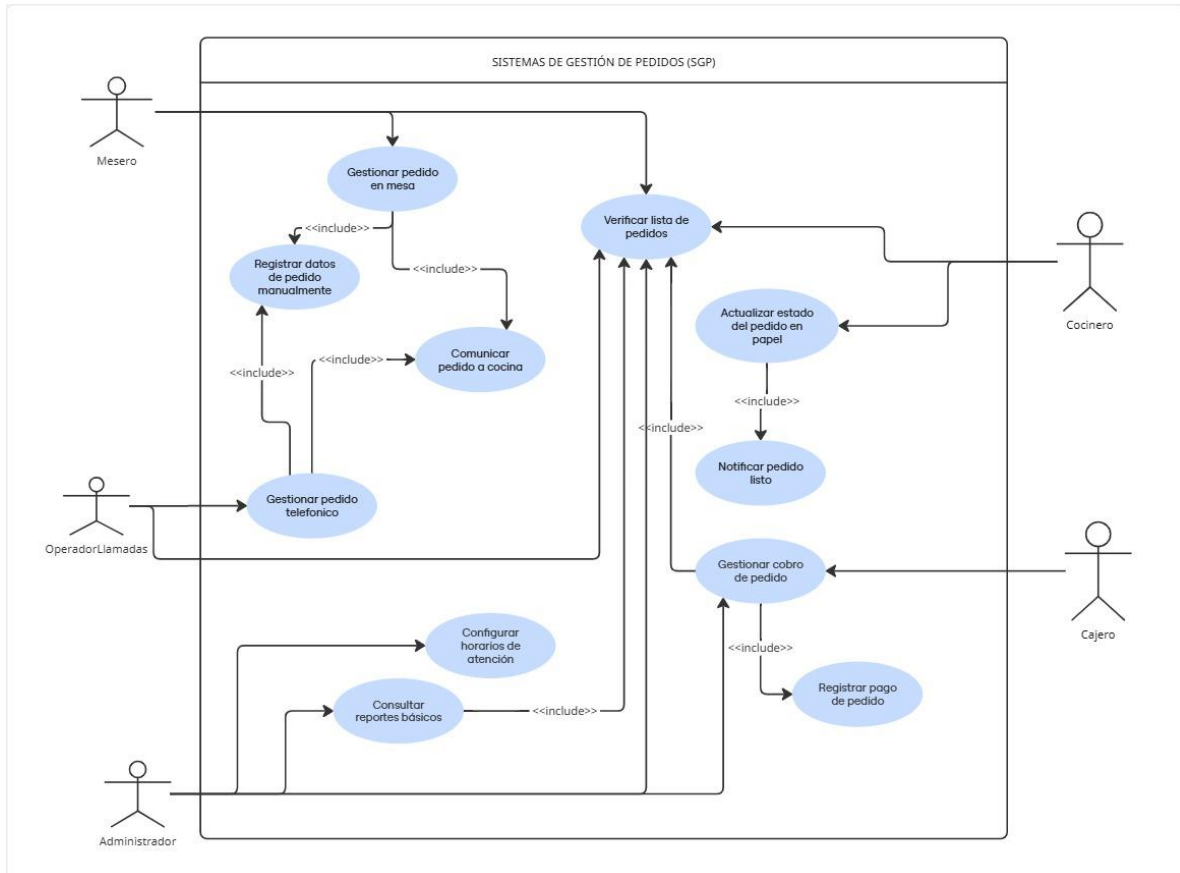 SISTEMAS DE GESTIÓN DE PEDIDOS (SGP)
Mesero
Gestionar pedido
en mesa
<<include>>
Registrar datos
de pedido
manualmente
<<include>>
Verificar lista de
pedidos
Cocinero
Actualizar estado
del pedido en
papel
Comunicar
pedido a cocina
<<include>>
<<include>>
<<include>>
<<include>>
Notificar pedido
listo
Gestionar pedido
telefonico
OperadorLlamadas
Gestionar cobro
de pedido
Cajero
Configurar
horarios de
atención
<<include>>
Registrar pago
de pedido
Consultar
reportes básicos
<<include>>
Administrador